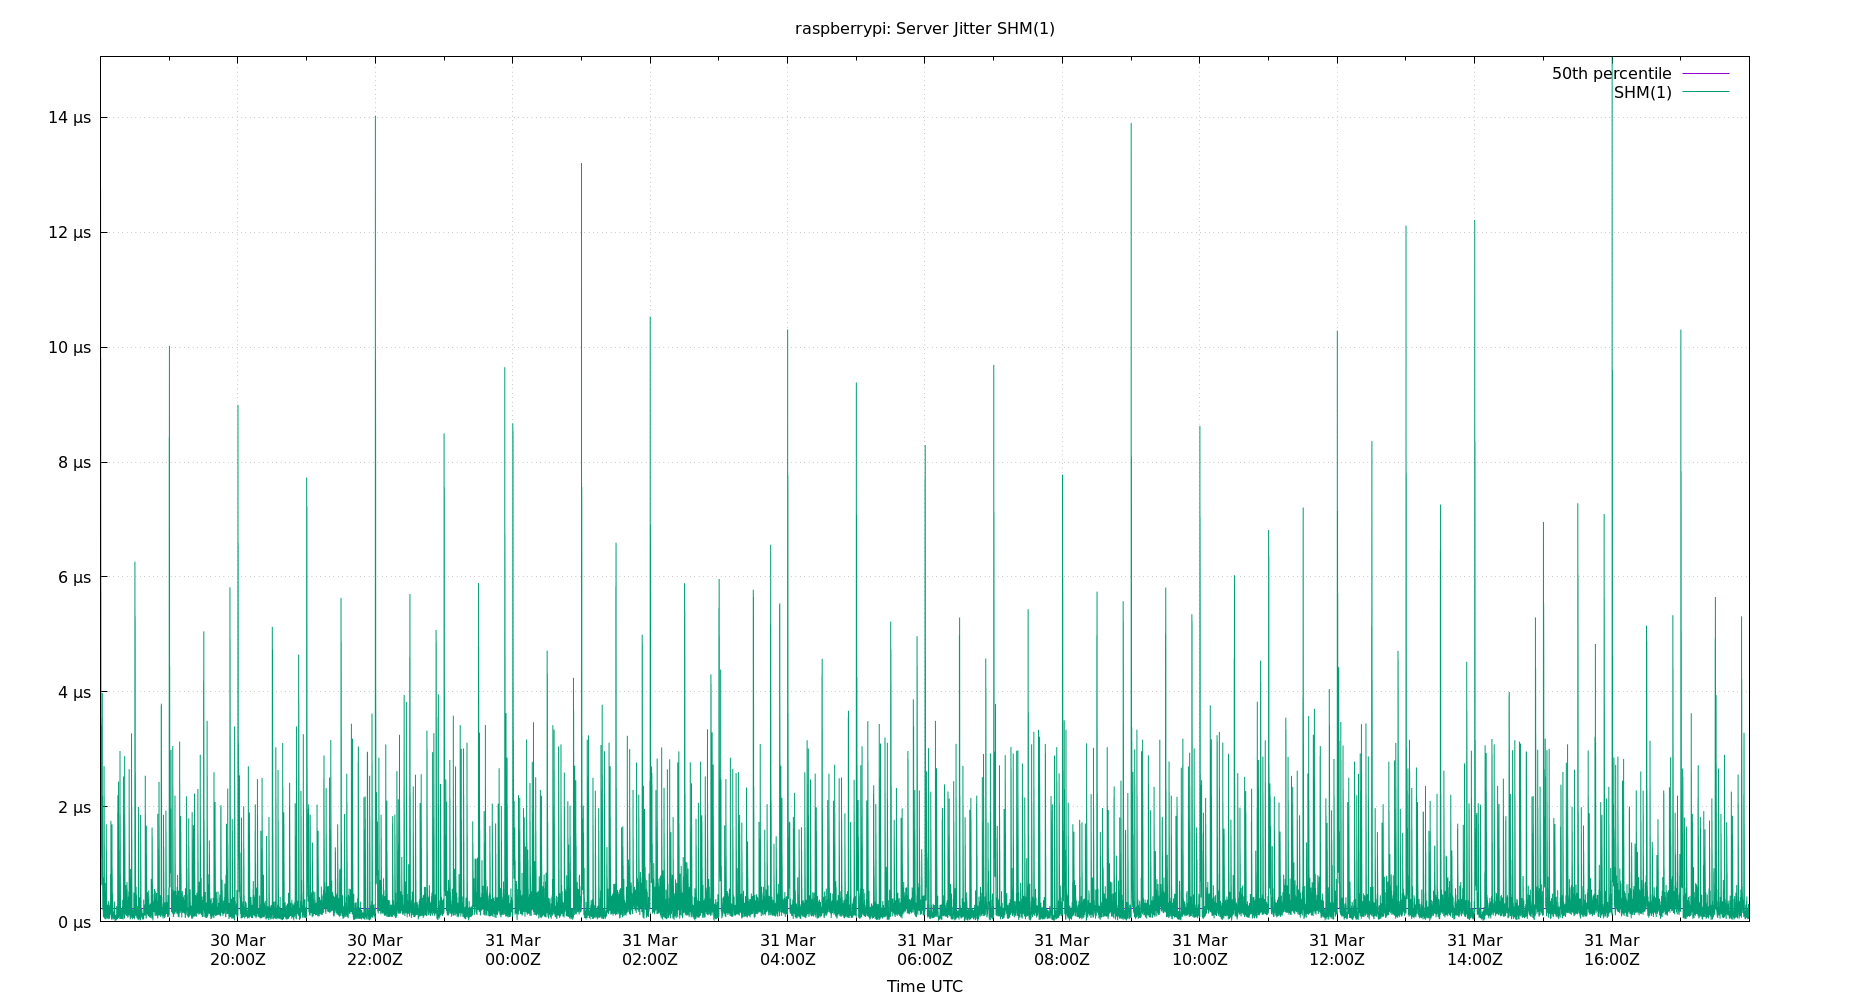 raspberrypi: Server Jitter SHM(1)
50th percentile
SHM(1)
14 µs
12 µs
10 µs
8 µs
6 µs
4 µs
2 µs
0 µs
30 Mar 30 Mar 31 Mar 31 Mar 31 Mar 31 Mar 31 Mar 31 Mar 31 Mar 31 Mar 31 Mar
20:00Z 22:00Z 00:00Z 02:00Z 04:00Z 06:00Z 08:00Z 10:00Z 12:00Z 14:00Z 16:00Z
Time UTC